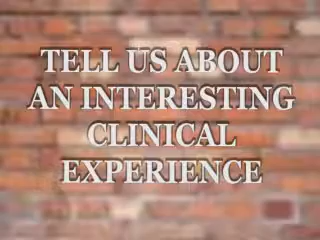 TELL US ABOUT
AN INTERESTING
CLINICAL
EXPERIENCE